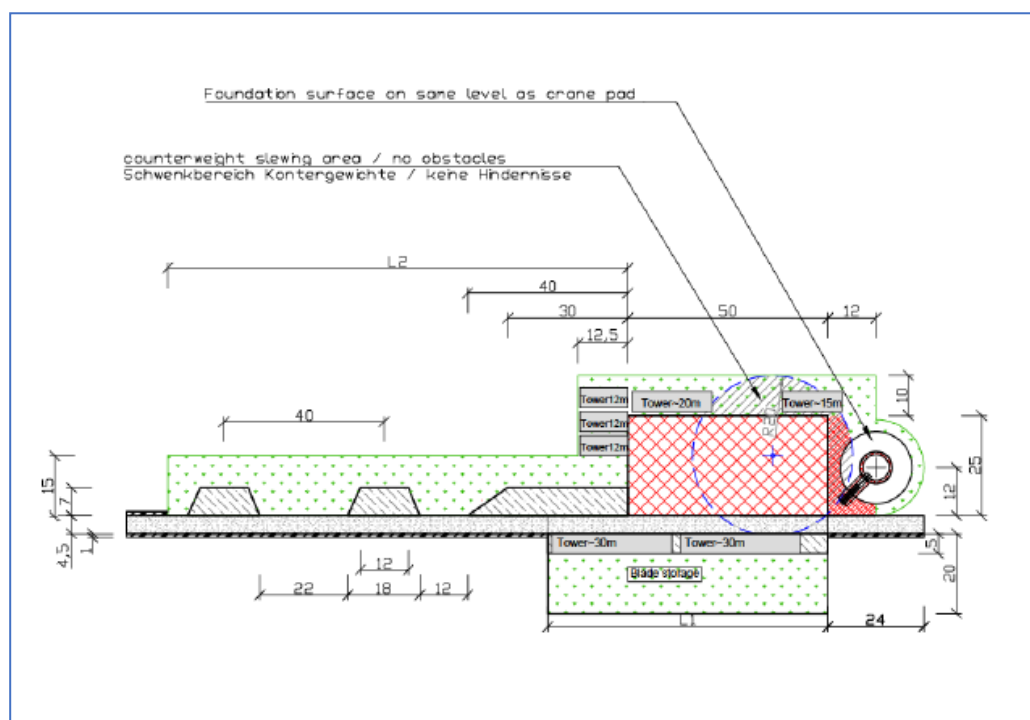 Foundation surface on same level as crane pad
counterweight slewing area / no obstacles
Schwenkbereich Kontergewichte / keine Hindernisse
L2
40
30
50
12
12,5
10
Tower12m
Tower~20m
Tower~15m
Tower12m
Tower12m
R20
40
25
12
15
7
4,5
1
Tower~30m
Tower~30m
5
20
Blade storage
12
22
18
12
L1
24